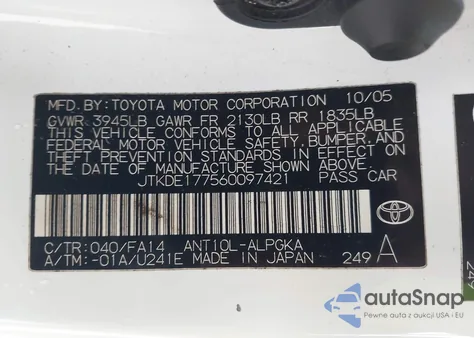 MFD. BY: TOYOTA MOTOR CORPORATION 10/05
GVWR 3945LB GAWR FR 2130LB RR 1835LB
THIS VEHICLE CONFORMS TO ALL APPLICABLE
FEDERAL MOTOR VEHICLE SAFETY, BUMPER AND
THEFT PREVENTION STANDARDS IN EFFECT ON
THE DATE OF MANUFACTURE SHOWN ABOVE.
JTKDE177560097421 PASS CAR
C/TR: 040/FA14 ANT10L-ALPGKA
A/TM: -01A/U241E MADE IN JAPAN 249 A
249
autaSnap
Pewne auta z USA i EU